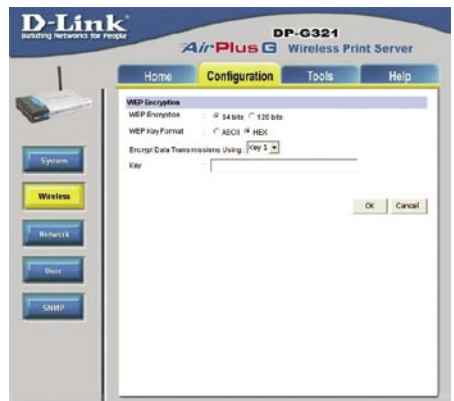 D-Link
Building Networks for People
DP-G321
AirPlus G Wireless Print Server
Home
Configuration
Tools
Help
WEP Encryption
WEP Encryption : 64 bits 128 bits
WEP Key Format : ASCII HEX
Encrypt Data Transmissions Using: Key 1
Key :
OK
Cancel
System
Wireless
Network
User
SNMP